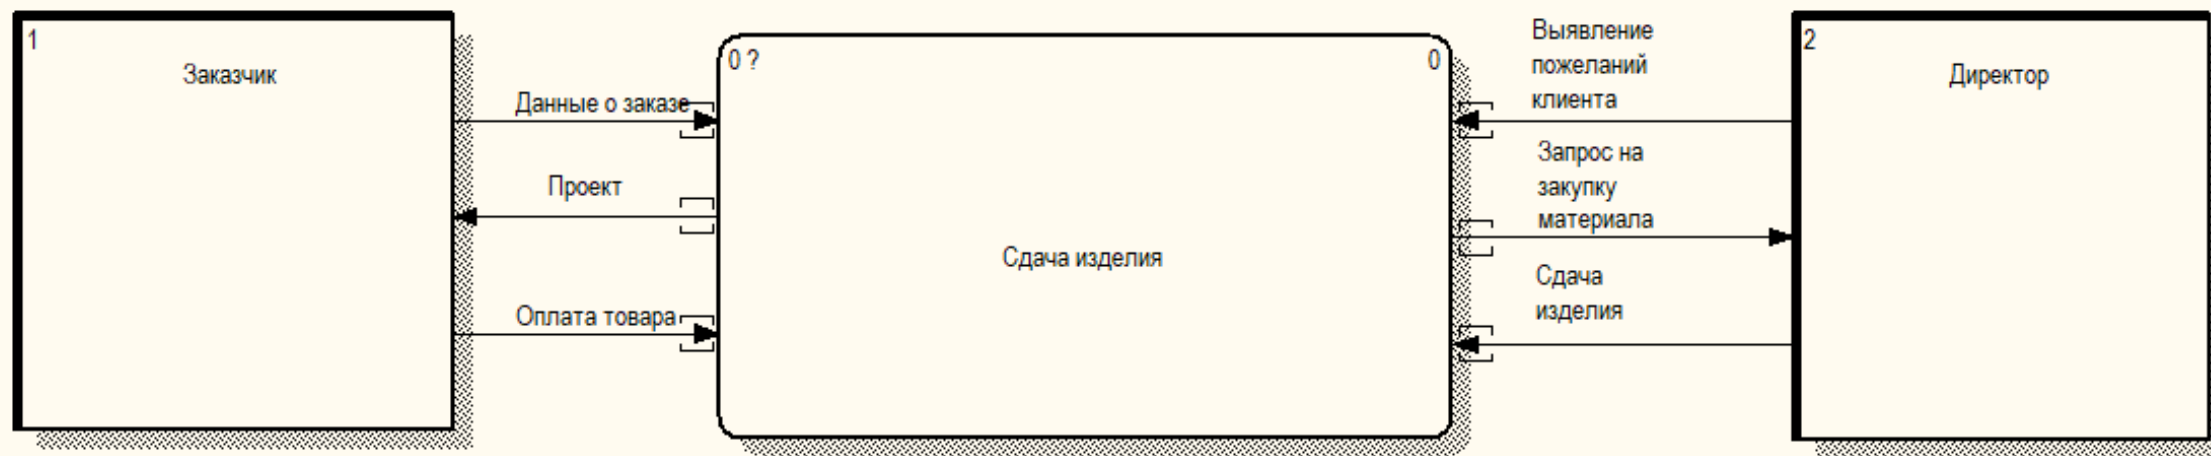 1
Заказчик
Данные о заказе
Проект
Оплата товара
0 ?
0
Сдача изделия
Выявление
пожеланий
клиента
Запрос на
закупку
материала
Сдача
изделия
2
Директор